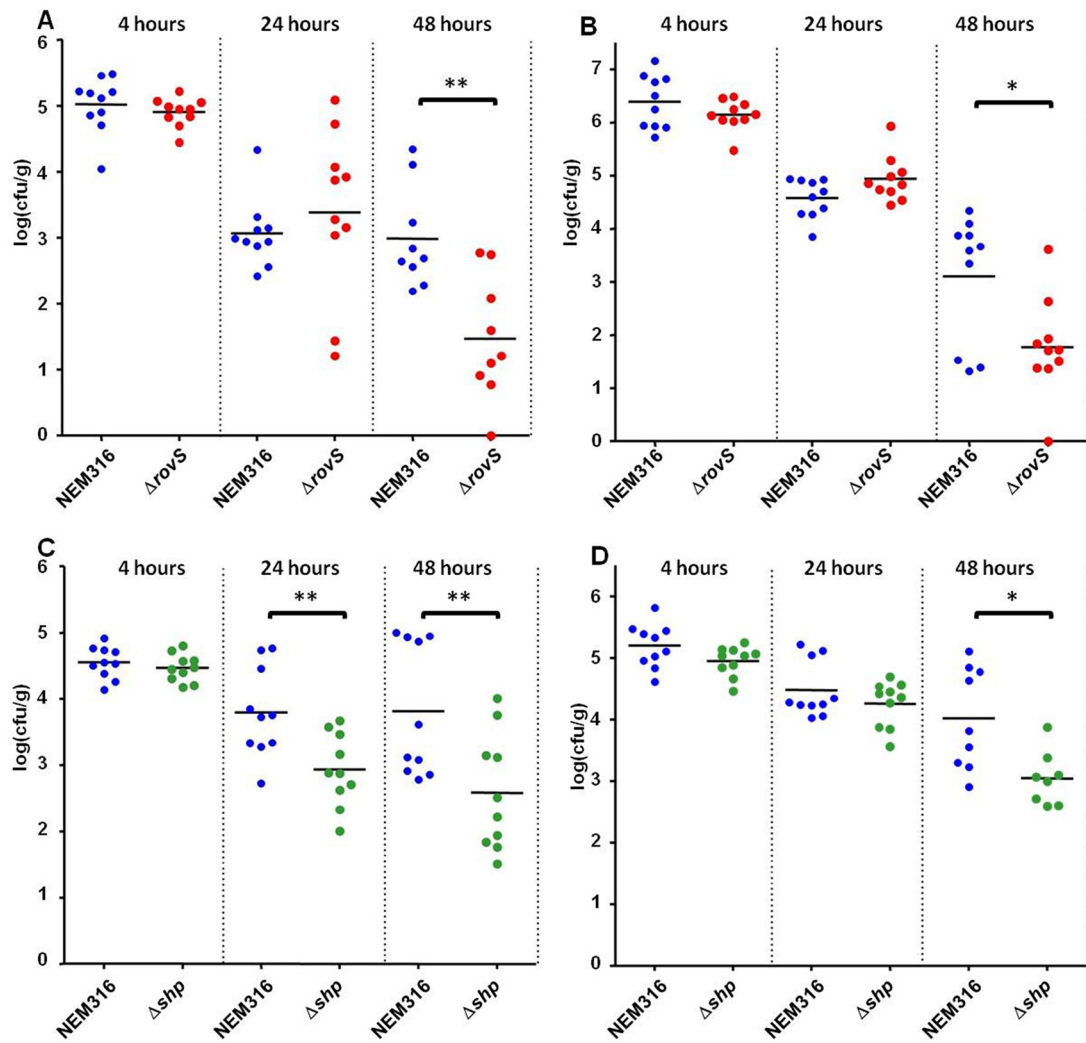 A
4 hours
24 hours
48 hours
**
log(cfu/g)
6
5
4
3
2
1
0
NEM316
ΔrovS
NEM316
ΔrovS
NEM316
ΔrovS
B
4 hours
24 hours
48 hours
*
log(cfu/g)
7
6
5
4
3
2
1
0
NEM316
ΔrovS
NEM316
ΔrovS
NEM316
ΔrovS
C
4 hours
24 hours
48 hours
**
**
log(cfu/g)
6
5
4
3
2
1
0
NEM316
Δshp
NEM316
Δshp
NEM316
Δshp
D
4 hours
24 hours
48 hours
*
log(cfu/g)
6
5
4
3
2
1
0
NEM316
Δshp
NEM316
Δshp
NEM316
Δshp